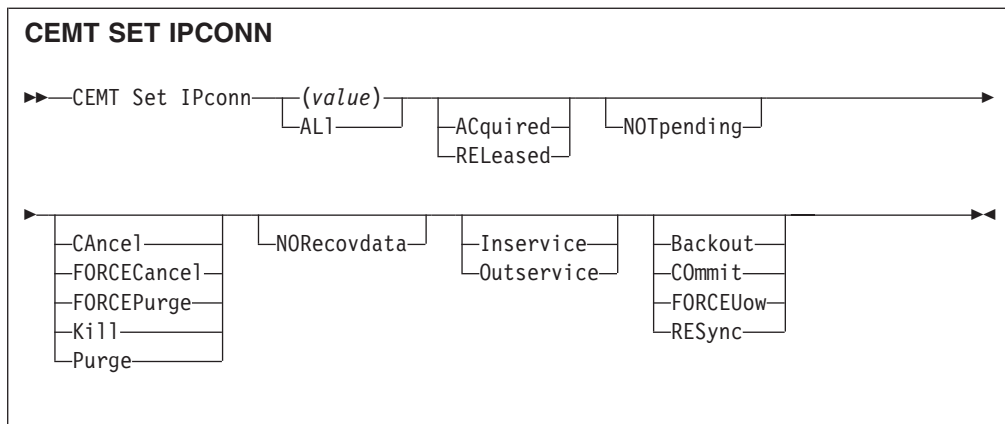 CEMT SET IPCONN
CEMT Set IPconn (value) ACquired NOTpending
ALl RELeased
CAncel NORecovdata Inservice Backout
FORCECancel Outservice COmmit
FORCEPurge FORCEUow
Kill RESync
Purge